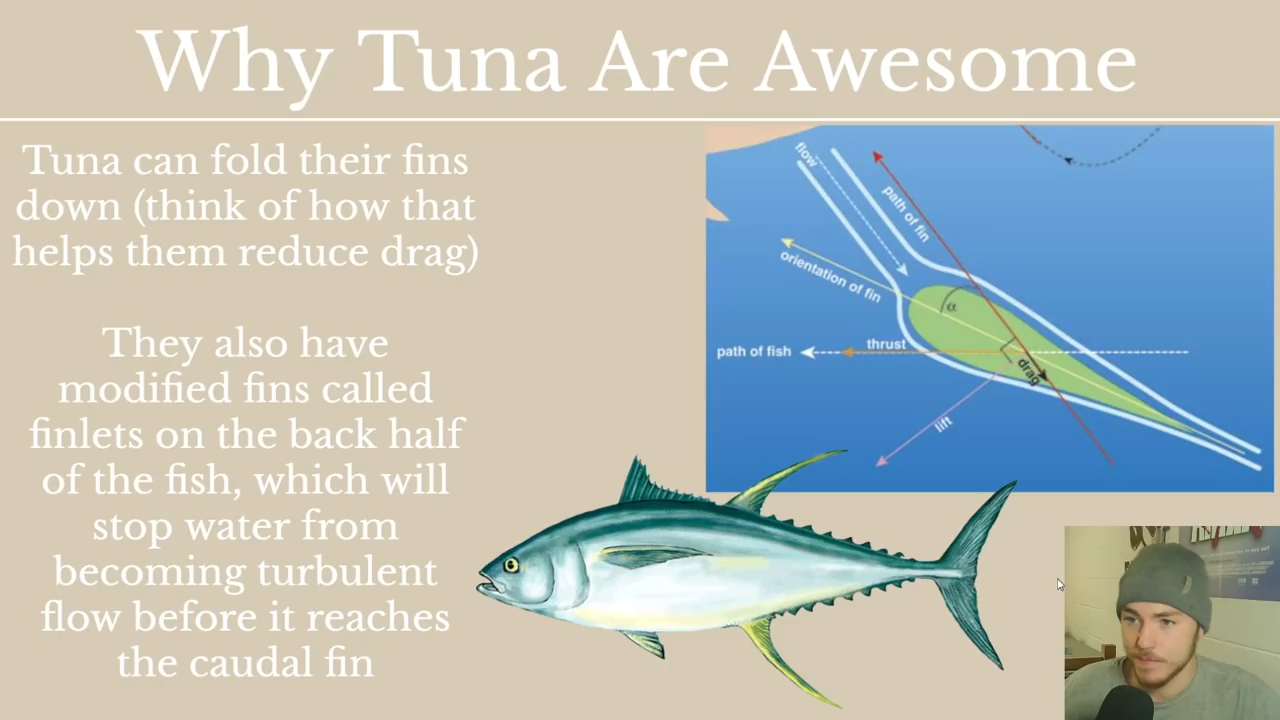 Why Tuna Are Awesome
Tuna can fold their fins
down (think of how that
helps them reduce drag)
They also have
modified fins called
finlets on the back half
of the fish, which will
stop water from
becoming turbulent
flow before it reaches
the caudal fin
flow
path of fin
orientation of fin
α
path of fish
thrust
drag
lift